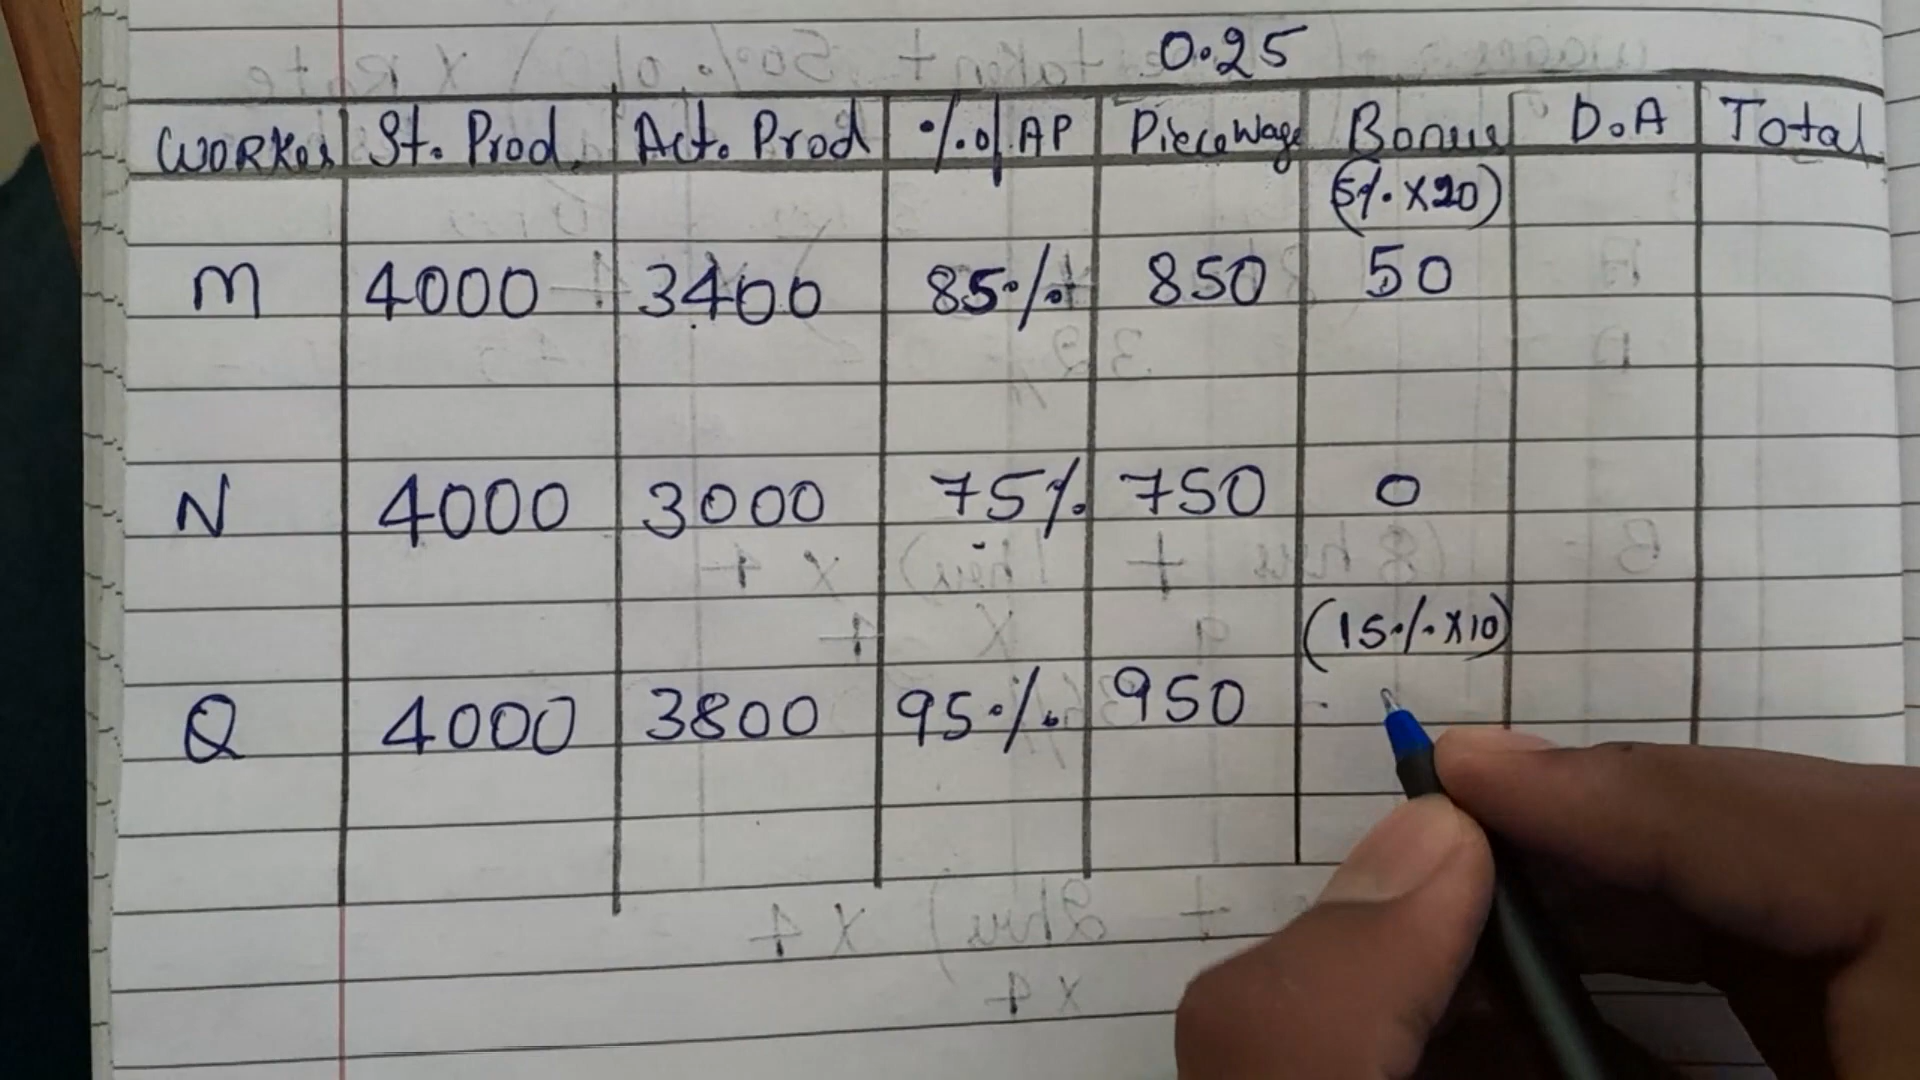 0.25
Worker St. Prod. Act. Prod %.of AP Piece Wage Bonus D.A Total
(5%.×20)
M 4000 3400 85% 850 50
N 4000 3000 75% 750 0
(15%×10)
Q 4000 3800 95% 950